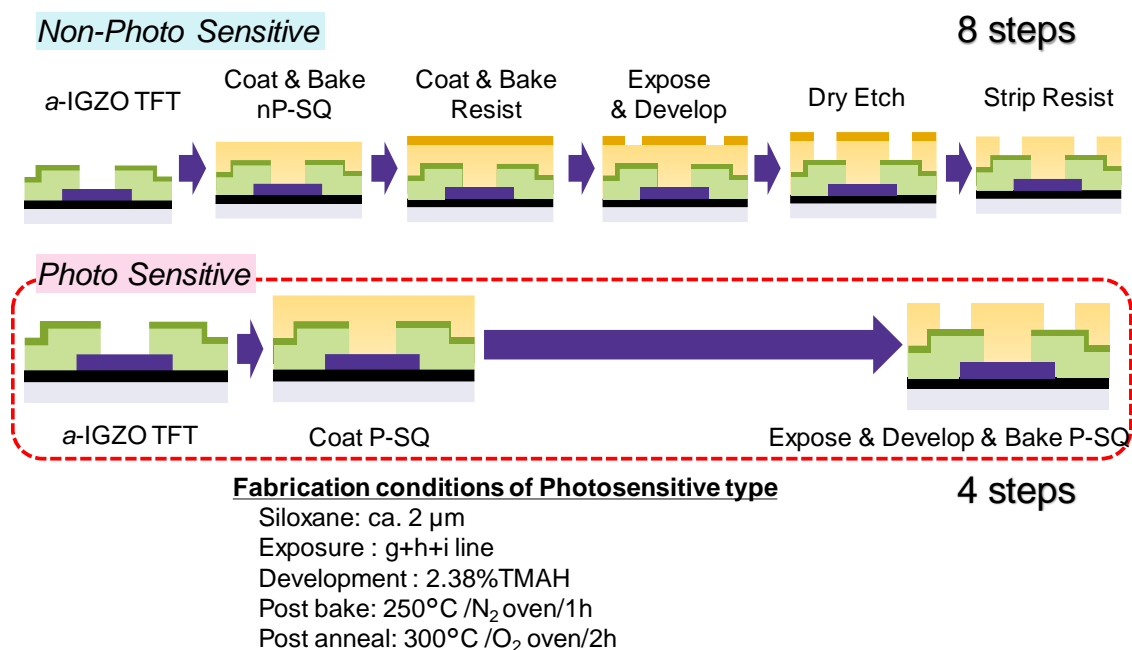 Non-Photo Sensitive
8 steps
a-IGZO TFT
Coat & Bake
nP-SQ
Coat & Bake
Resist
Expose
& Develop
Dry Etch
Strip Resist
Photo Sensitive
a-IGZO TFT
Coat P-SQ
Expose & Develop & Bake P-SQ
4 steps
Fabrication conditions of Photosensitive type
Siloxane: ca. 2 μm
Exposure : g+h+i line
Development : 2.38%TMAH
Post bake: 250°C /N₂ oven/1h
Post anneal: 300°C /O₂ oven/2h